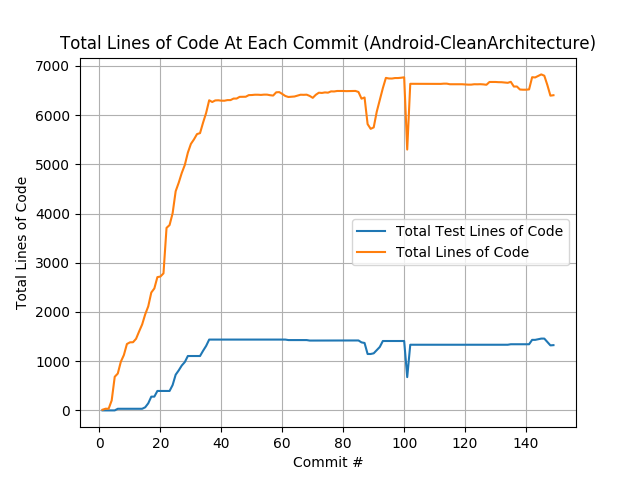 Total Lines of Code At Each Commit (Android-CleanArchitecture)
7000
6000
5000
4000
3000
2000
1000
0
Total Lines of Code
Total Test Lines of Code
Total Lines of Code
0 20 40 60 80 100 120 140
Commit #